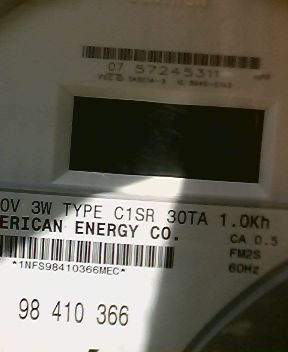 07 57245311
0V 3W TYPE C1SR 30TA 1.0Kh
ERICAN ENERGY CO.
CA 0.5
FM2S
*1NFS98410366MEC*
60Hz
98 410 366